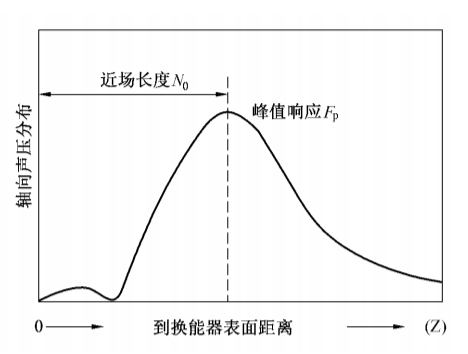 近场长度N₀
峰值响应Fₚ
轴向声压分布
0
到换能器表面距离
(Z)